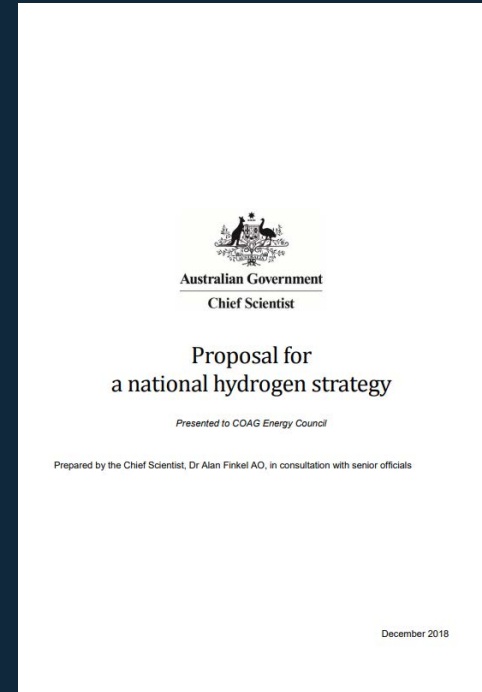 Australian Government
Chief Scientist
Proposal for
a national hydrogen strategy
Presented to COAG Energy Council
Prepared by the Chief Scientist, Dr Alan Finkel AO, in consultation with senior officials
December 2018